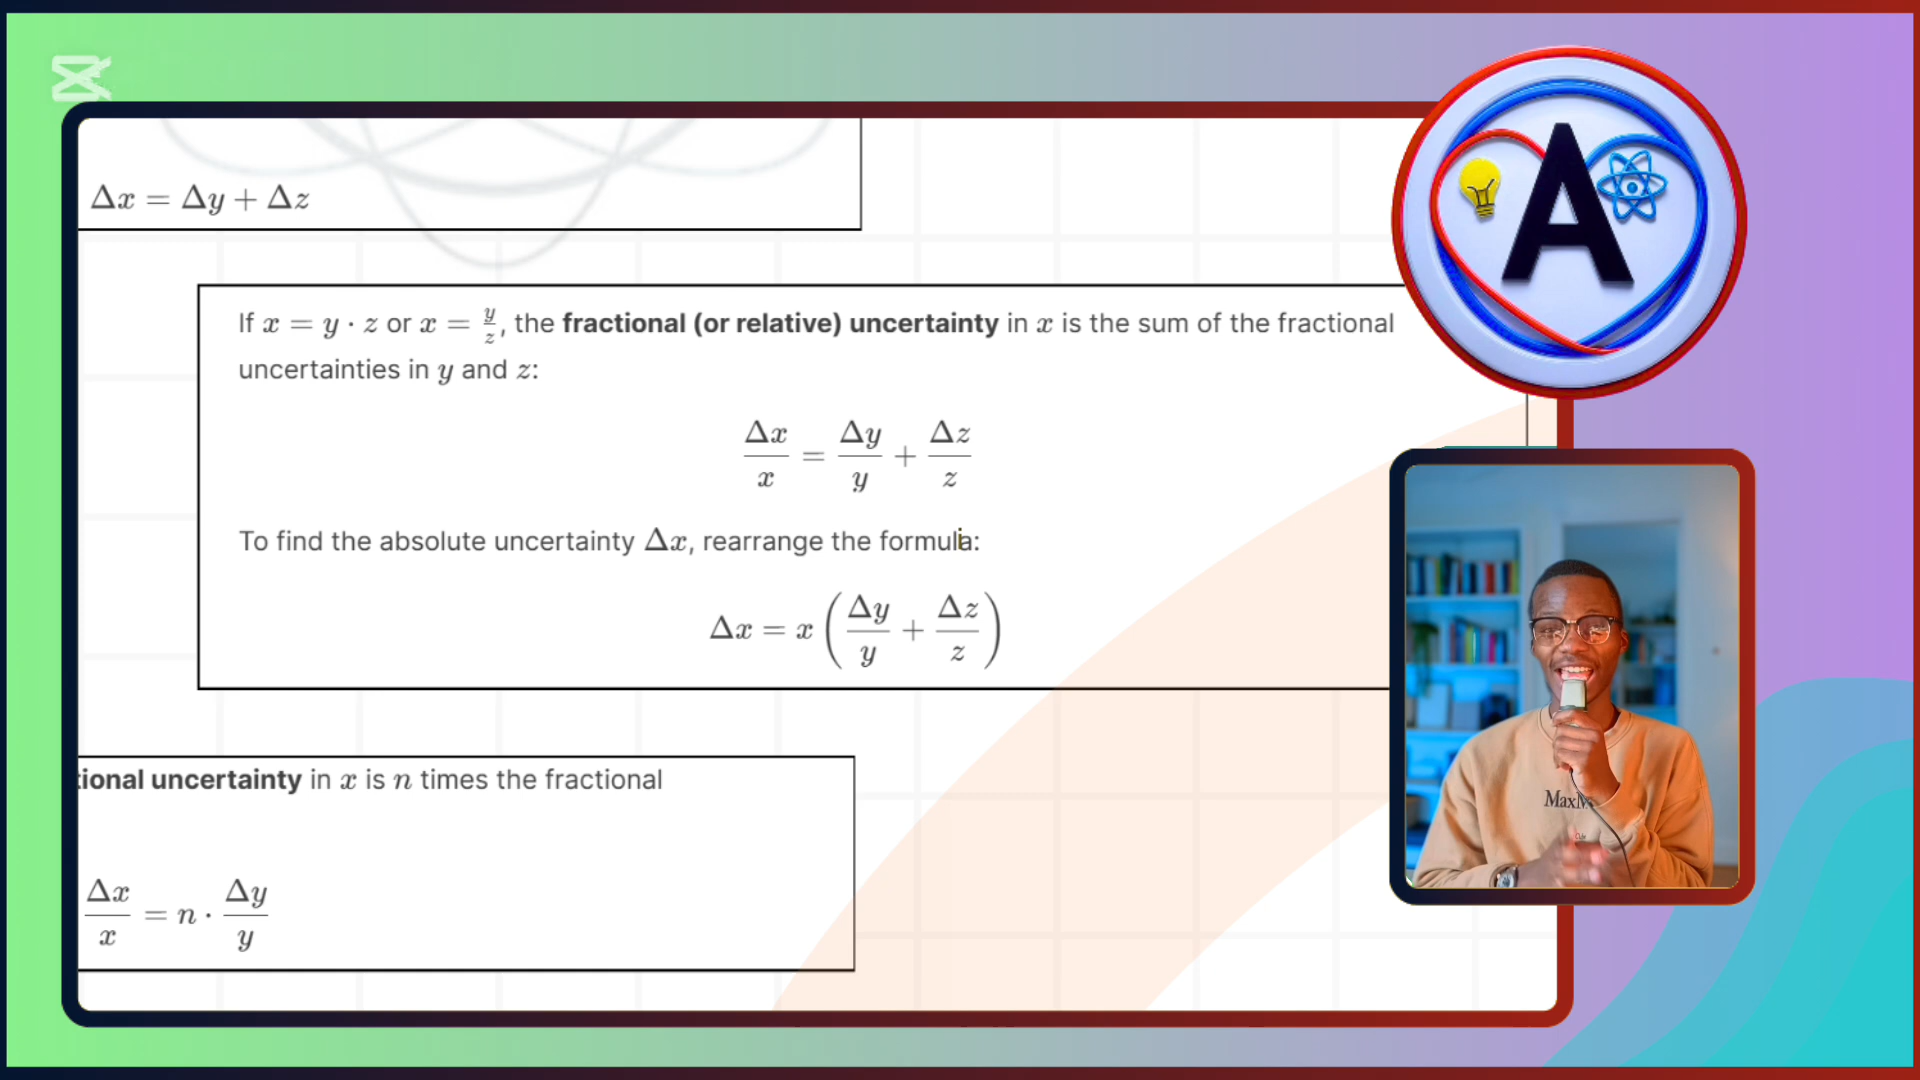 A
Δx = Δy + Δz
If x = y · z or x = y/z, the fractional (or relative) uncertainty in x is the sum of the fractional
uncertainties in y and z:
Δx/x = Δy/y + Δz/z
To find the absolute uncertainty Δx, rearrange the formula:
Δx = x (Δy/y + Δz/z)
tional uncertainty in x is n times the fractional
Δx/x = n · Δy/y
MaxM